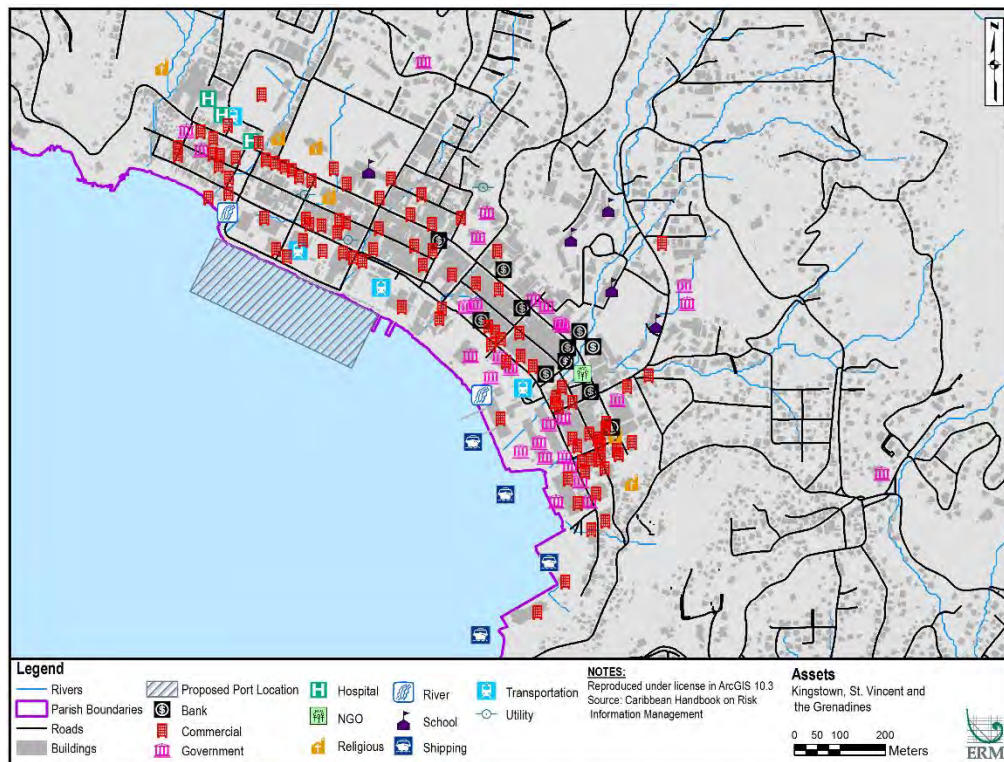 N
$
H
Legend
Rivers
Parish Boundaries
Roads
Buildings
Proposed Port Location
Bank
Commercial
Government
Hospital
NGO
Religious
River
School
Shipping
Transportation
Utility
NOTES:
Reproduced under license in ArcGIS 10.3
Source: Caribbean Handbook on Risk
Information Management
Assets
Kingstown, St. Vincent and
the Grenadines
0 50 100 200
Meters
ERM